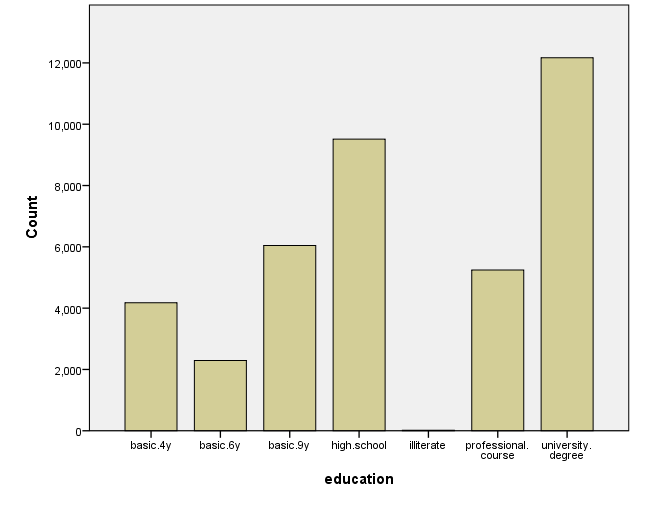 12,000
10,000
8,000
6,000
4,000
2,000
0
Count
basic.4y
basic.6y
basic.9y
high.school
illiterate
professional.
course
university.
degree
education